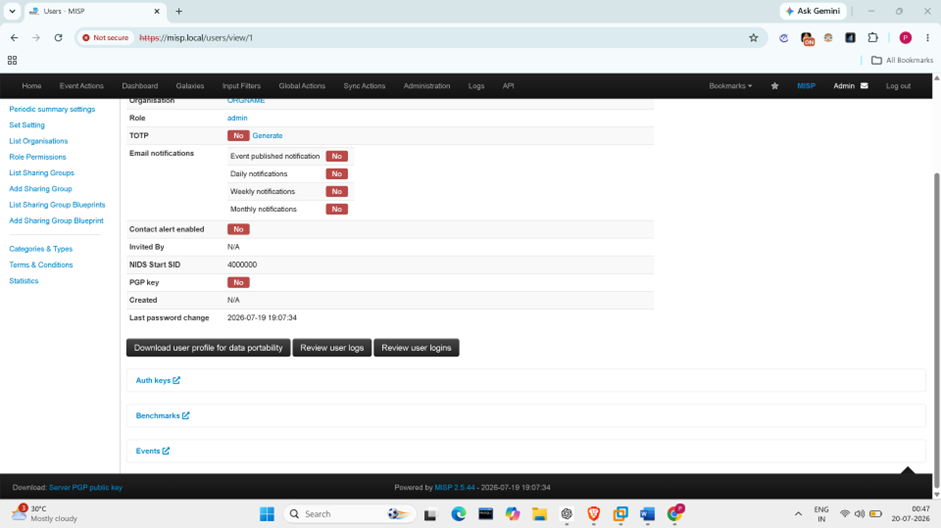 Users - MISP
Ask Gemini
Not secure
https://misp.local/users/view/1
ON
P
All Bookmarks
Home Event Actions Dashboard Galaxies Input Filters Global Actions Sync Actions Administration Logs API Bookmarks MISP Admin Log out
Periodic summary settings
Set Setting
List Organisations
Role Permissions
List Sharing Groups
Add Sharing Group
List Sharing Group Blueprints
Add Sharing Group Blueprint
Categories & Types
Terms & Conditions
Statistics
Organisation ORGNAME
Role admin
TOTP No Generate
Email notifications
Event published notification No
Daily notifications No
Weekly notifications No
Monthly notifications No
Contact alert enabled No
Invited By N/A
NIDS Start SID 4000000
PGP key No
Created N/A
Last password change 2026-07-19 19:07:34
Download user profile for data portability Review user logs Review user logins
Auth keys
Benchmarks
Events
Download: Server PGP public key Powered by MISP 2.5.44 - 2026-07-19 19:07:34
3
30°C
Mostly cloudy
Search
ENG
IN
00:47
20-07-2026